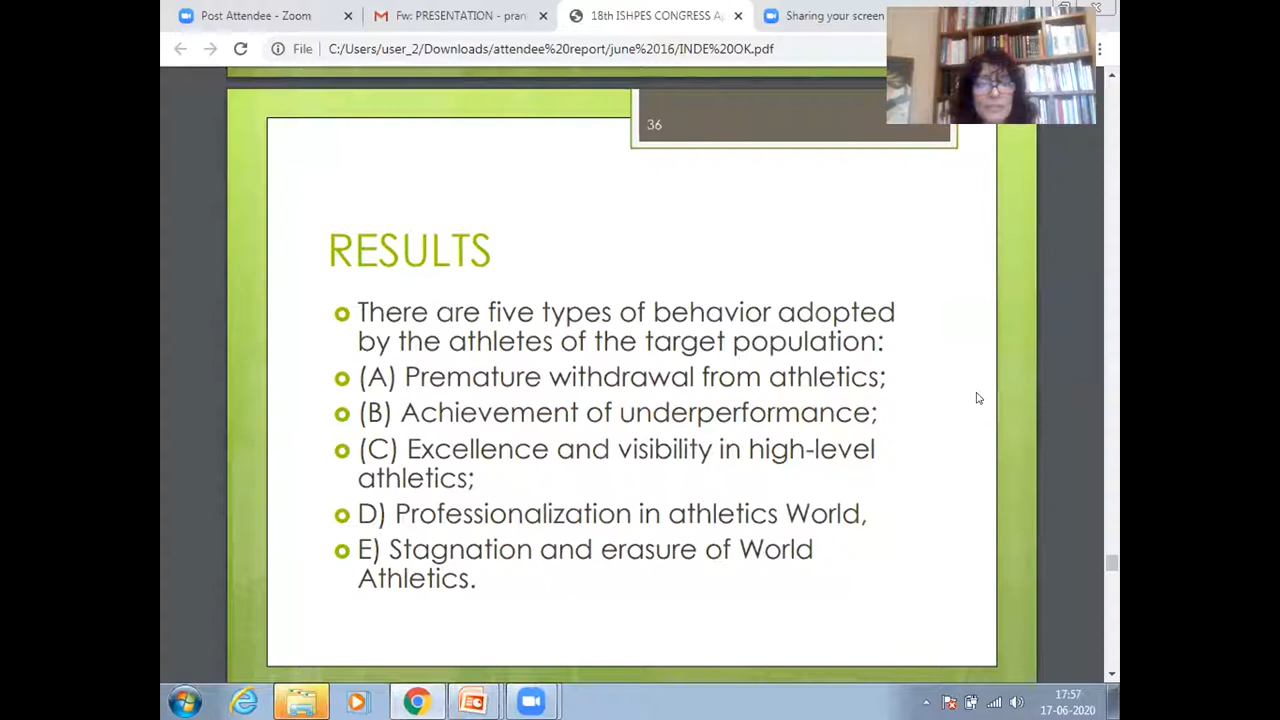 Post Attendee - Zoom
Fw: PRESENTATION - pran
18th ISHPES CONGRESS A
Sharing your screen
File
C:/Users/user_2/Downloads/attendee%20report/june%2016/INDE%20OK.pdf
36
RESULTS
There are five types of behavior adopted
by the athletes of the target population:
(A) Premature withdrawal from athletics;
(B) Achievement of underperformance;
(C) Excellence and visibility in high-level
athletics;
D) Professionalization in athletics World,
E) Stagnation and erasure of World
Athletics.
17:57
17-06-2020